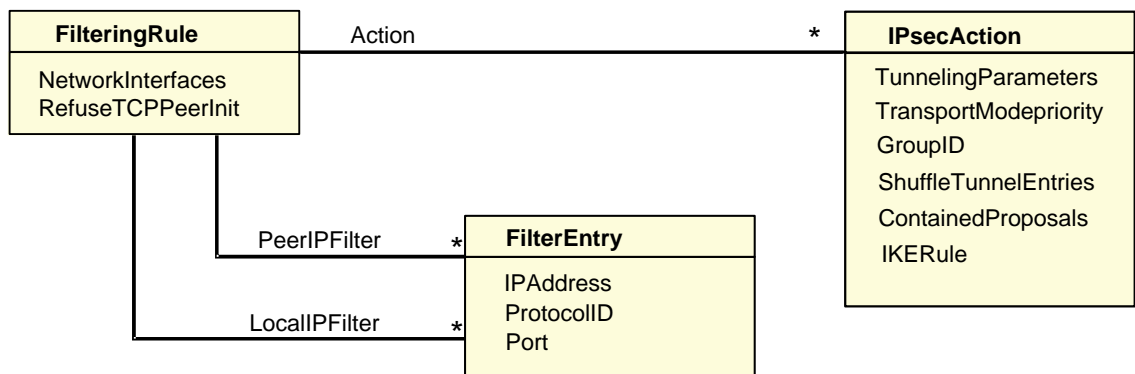 FilteringRule
NetworkInterfaces
RefuseTCPPeerInit
Action
*
IPsecAction
TunnelingParameters
TransportModepriority
GroupID
ShuffleTunnelEntries
ContainedProposals
IKERule
PeerIPFilter
*
LocalIPFilter
*
FilterEntry
IPAddress
ProtocolID
Port